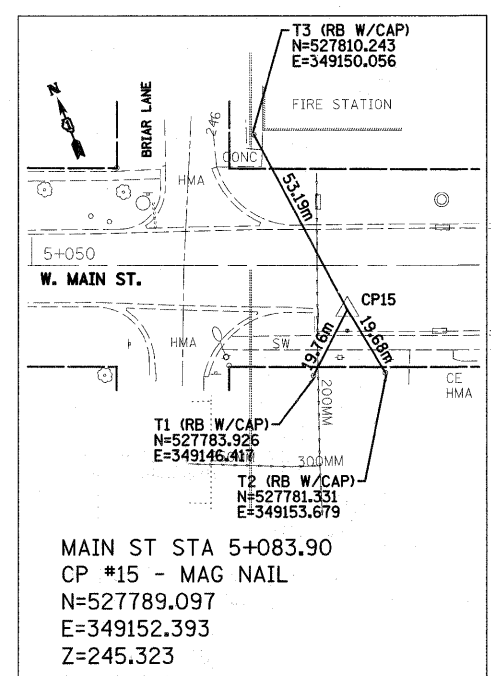 T3 (RB W/CAP)
N=527810.243
E=349150.056
N
BRIAR LANE
FIRE STATION
246
CONC
HMA
53.19m
5+050
W. MAIN ST.
CP15
HMA
SW
19.76m
19.68m
CE
HMA
200MM
T1 (RB W/CAP)
N=527783.926
E=349146.417
300MM
T2 (RB W/CAP)
N=527781.331
E=349153.679
MAIN ST STA 5+083.90
CP #15 - MAG NAIL
N=527789.097
E=349152.393
Z=245.323